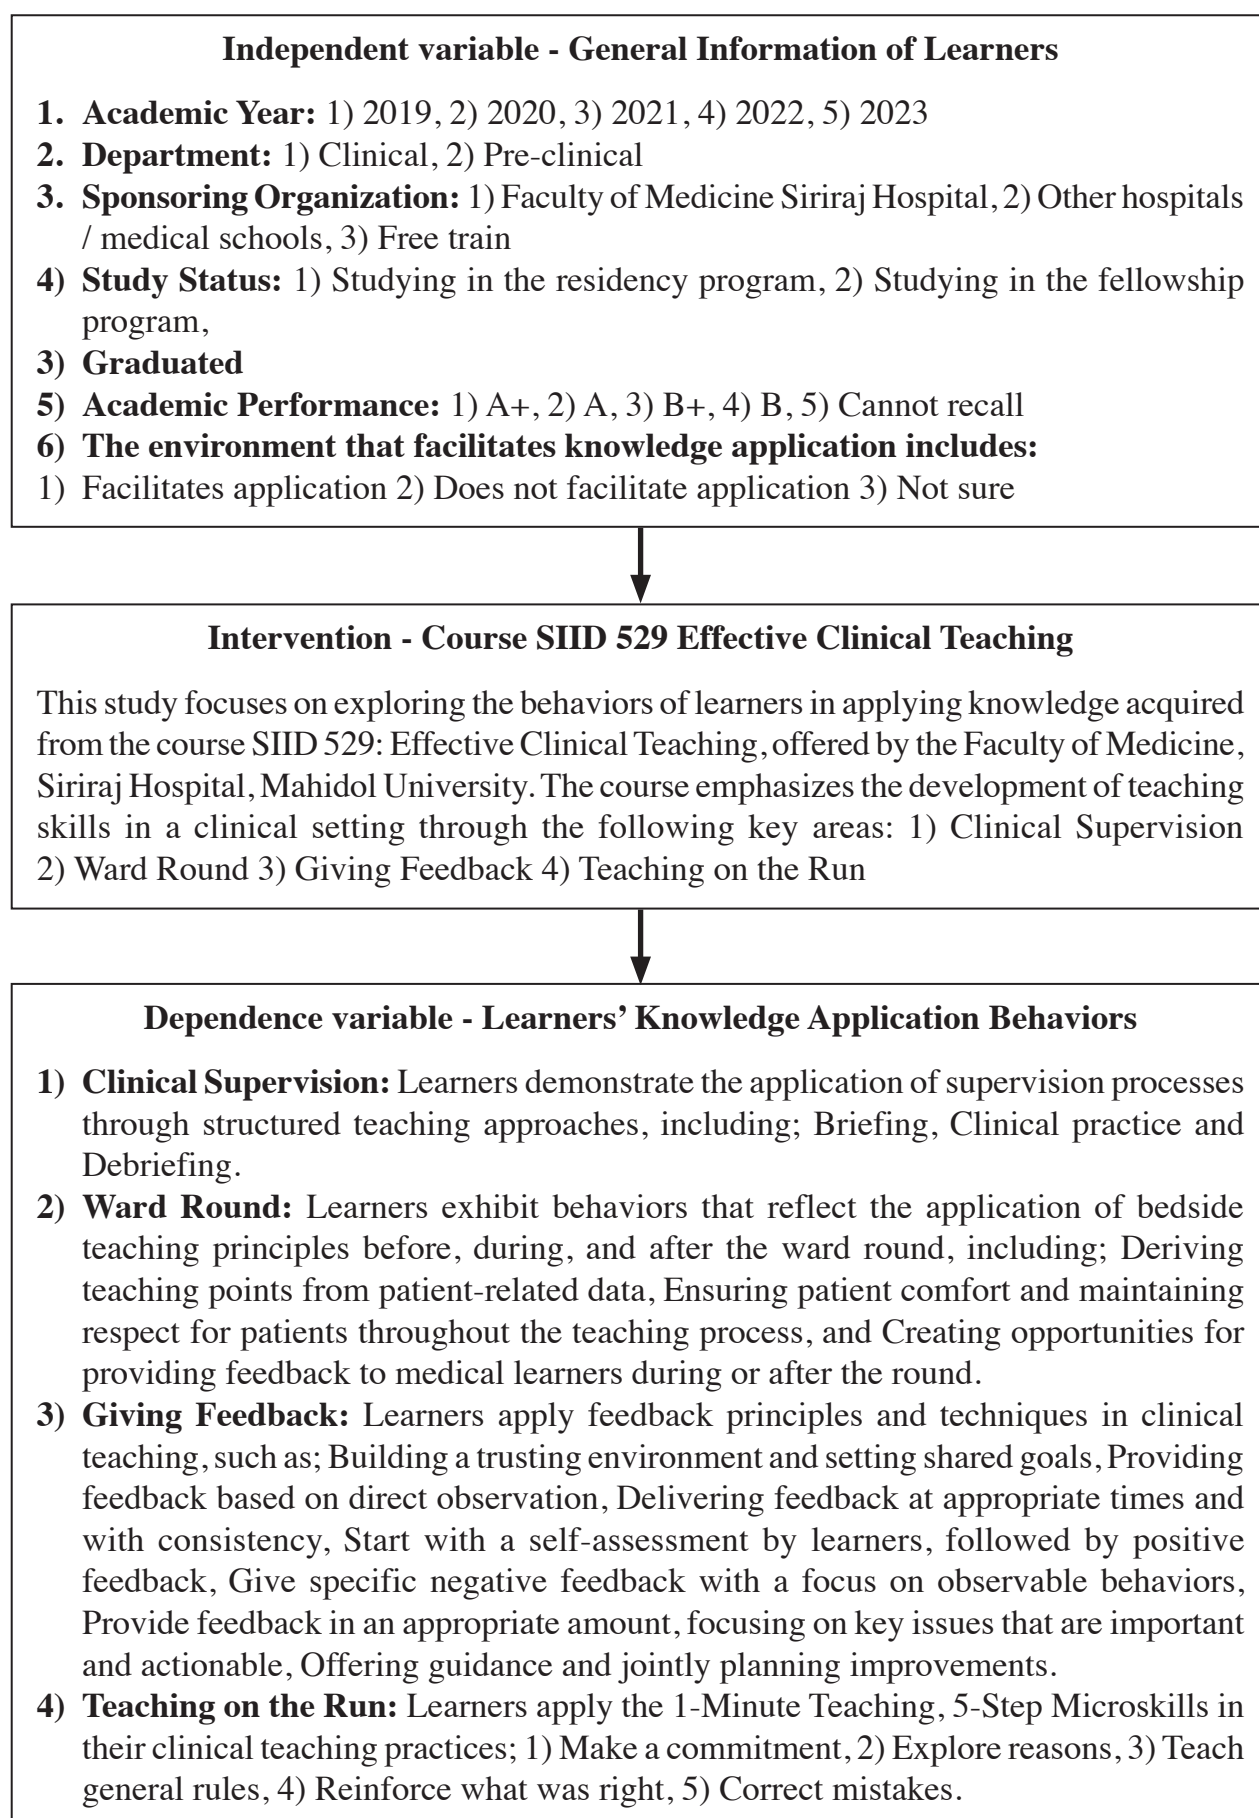 Independent variable - General Information of Learners
1. Academic Year: 1) 2019, 2) 2020, 3) 2021, 4) 2022, 5) 2023
2. Department: 1) Clinical, 2) Pre-clinical
3. Sponsoring Organization: 1) Faculty of Medicine Siriraj Hospital, 2) Other hospitals
/ medical schools, 3) Free train
4) Study Status: 1) Studying in the residency program, 2) Studying in the fellowship
program,
3) Graduated
5) Academic Performance: 1) A+, 2) A, 3) B+, 4) B, 5) Cannot recall
6) The environment that facilitates knowledge application includes:
1) Facilitates application 2) Does not facilitate application 3) Not sure
Intervention - Course SIID 529 Effective Clinical Teaching
This study focuses on exploring the behaviors of learners in applying knowledge acquired
from the course SIID 529: Effective Clinical Teaching, offered by the Faculty of Medicine,
Siriraj Hospital, Mahidol University. The course emphasizes the development of teaching
skills in a clinical setting through the following key areas: 1) Clinical Supervision
2) Ward Round 3) Giving Feedback 4) Teaching on the Run
Dependence variable - Learners’ Knowledge Application Behaviors
1) Clinical Supervision: Learners demonstrate the application of supervision processes
through structured teaching approaches, including; Briefing, Clinical practice and
Debriefing.
2) Ward Round: Learners exhibit behaviors that reflect the application of bedside
teaching principles before, during, and after the ward round, including; Deriving
teaching points from patient-related data, Ensuring patient comfort and maintaining
respect for patients throughout the teaching process, and Creating opportunities for
providing feedback to medical learners during or after the round.
3) Giving Feedback: Learners apply feedback principles and techniques in clinical
teaching, such as; Building a trusting environment and setting shared goals, Providing
feedback based on direct observation, Delivering feedback at appropriate times and
with consistency, Start with a self-assessment by learners, followed by positive
feedback, Give specific negative feedback with a focus on observable behaviors,
Provide feedback in an appropriate amount, focusing on key issues that are important
and actionable, Offering guidance and jointly planning improvements.
4) Teaching on the Run: Learners apply the 1-Minute Teaching, 5-Step Microskills in
their clinical teaching practices; 1) Make a commitment, 2) Explore reasons, 3) Teach
general rules, 4) Reinforce what was right, 5) Correct mistakes.